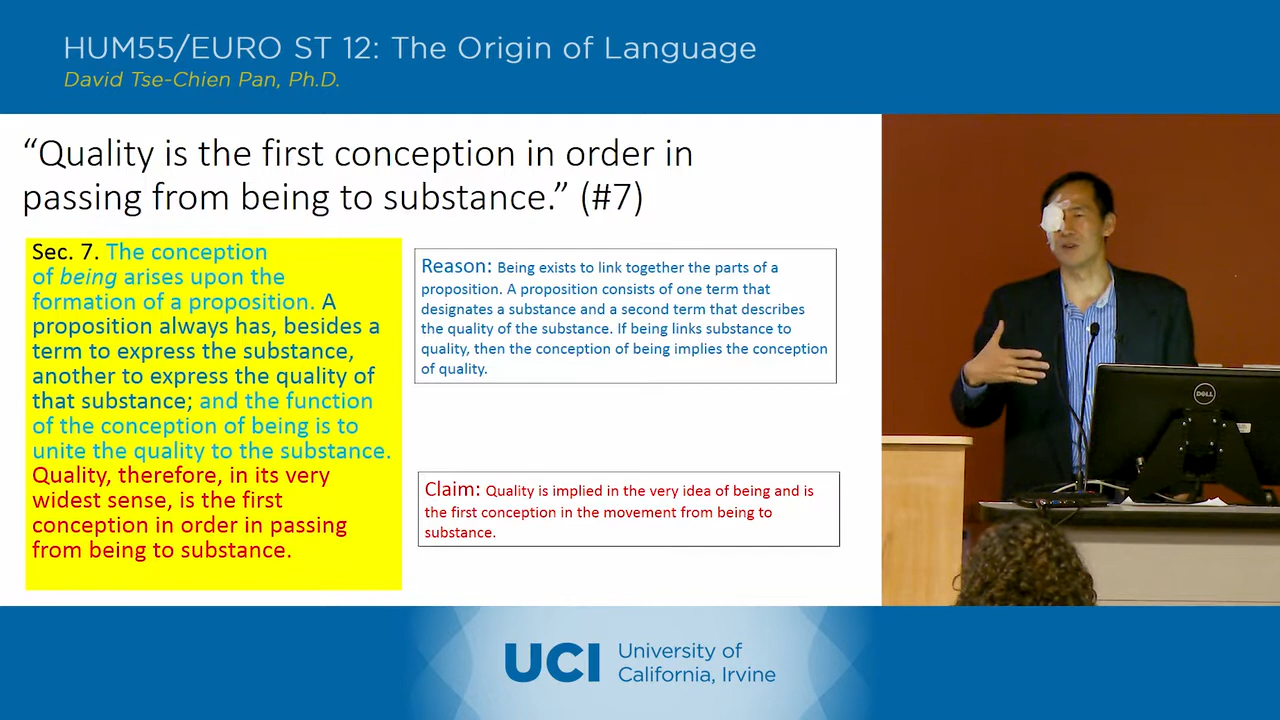 HUM55/EURO ST 12: The Origin of Language
David Tse-Chien Pan, Ph.D.
“Quality is the first conception in order in
passing from being to substance.” (#7)
Sec. 7. The conception
of being arises upon the
formation of a proposition. A
proposition always has, besides a
term to express the substance,
another to express the quality of
that substance; and the function
of the conception of being is to
unite the quality to the substance.
Quality, therefore, in its very
widest sense, is the first
conception in order in passing
from being to substance.
Reason: Being exists to link together the parts of a
proposition. A proposition consists of one term that
designates a substance and a second term that describes
the quality of the substance. If being links substance to
quality, then the conception of being implies the conception
of quality.
Claim: Quality is implied in the very idea of being and is
the first conception in the movement from being to
substance.
DELL
UCI University of
California, Irvine